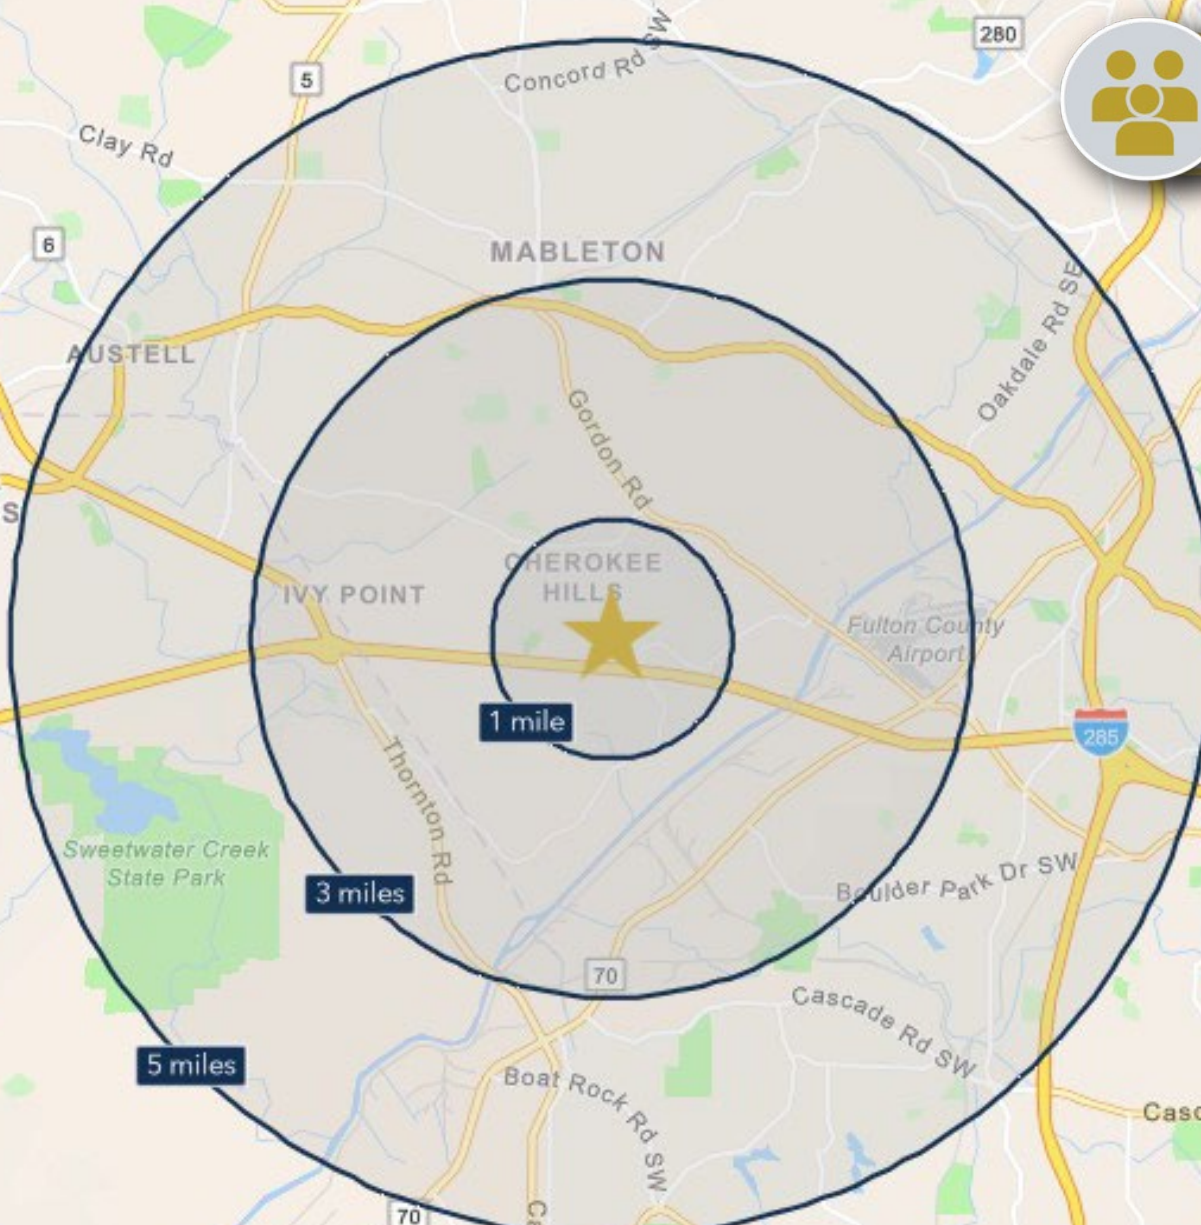 280
Concord Rd SW
5
Clay Rd
6
MABLETON
Oakdale Rd SE
AUSTELL
Gordon Rd
S
CHEROKEE
HILLS
IVY POINT
Fulton County
Airport
1 mile
285
Thornton Rd
Sweetwater Creek
State Park
3 miles
Boulder Park Dr SW
70
Cascade Rd SW
5 miles
Boat Rock Rd SW
Casc
70
Ca